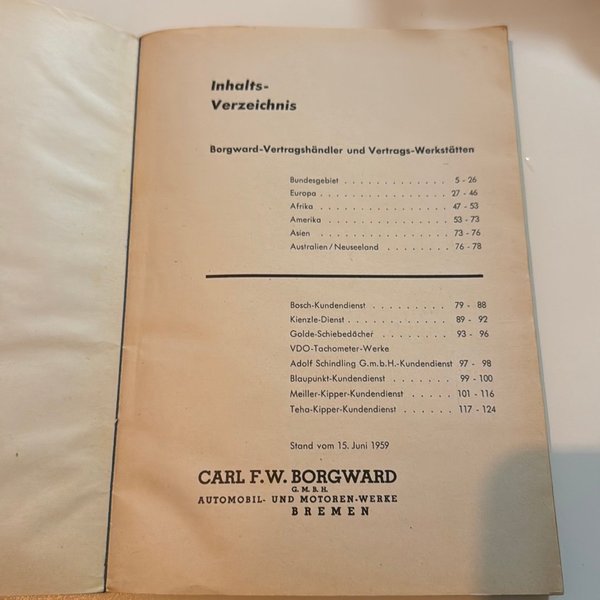 Inhalts-
Verzeichnis
Borgward-Vertragshändler und Vertrags-Werkstätten
Bundesgebiet . . . . . . . . . . . . . 5 - 26
Europa . . . . . . . . . . . . . . . . 27 - 46
Afrika . . . . . . . . . . . . . . . . 47 - 53
Amerika . . . . . . . . . . . . . . . 53 - 73
Asien . . . . . . . . . . . . . . . . 73 - 76
Australien/Neuseeland . . . . . . . . 76 - 78
Bosch-Kundendienst . . . . . . . . . 79 - 88
Kienzle-Dienst . . . . . . . . . . . . 89 - 92
Golde-Schiebedächer . . . . . . . . . 93 - 96
VDO-Tachometer-Werke
Adolf Schindling G.m.b.H.-Kundendienst 97 - 98
Blaupunkt-Kundendienst . . . . . . . 99 - 100
Meiller-Kipper-Kundendienst . . . . . 101 - 116
Teha-Kipper-Kundendienst . . . . . . 117 - 124
Stand vom 15. Juni 1959
CARL F.W. BORGWARD
G.M.B.H.
AUTOMOBIL- UND MOTOREN-WERKE
BREMEN